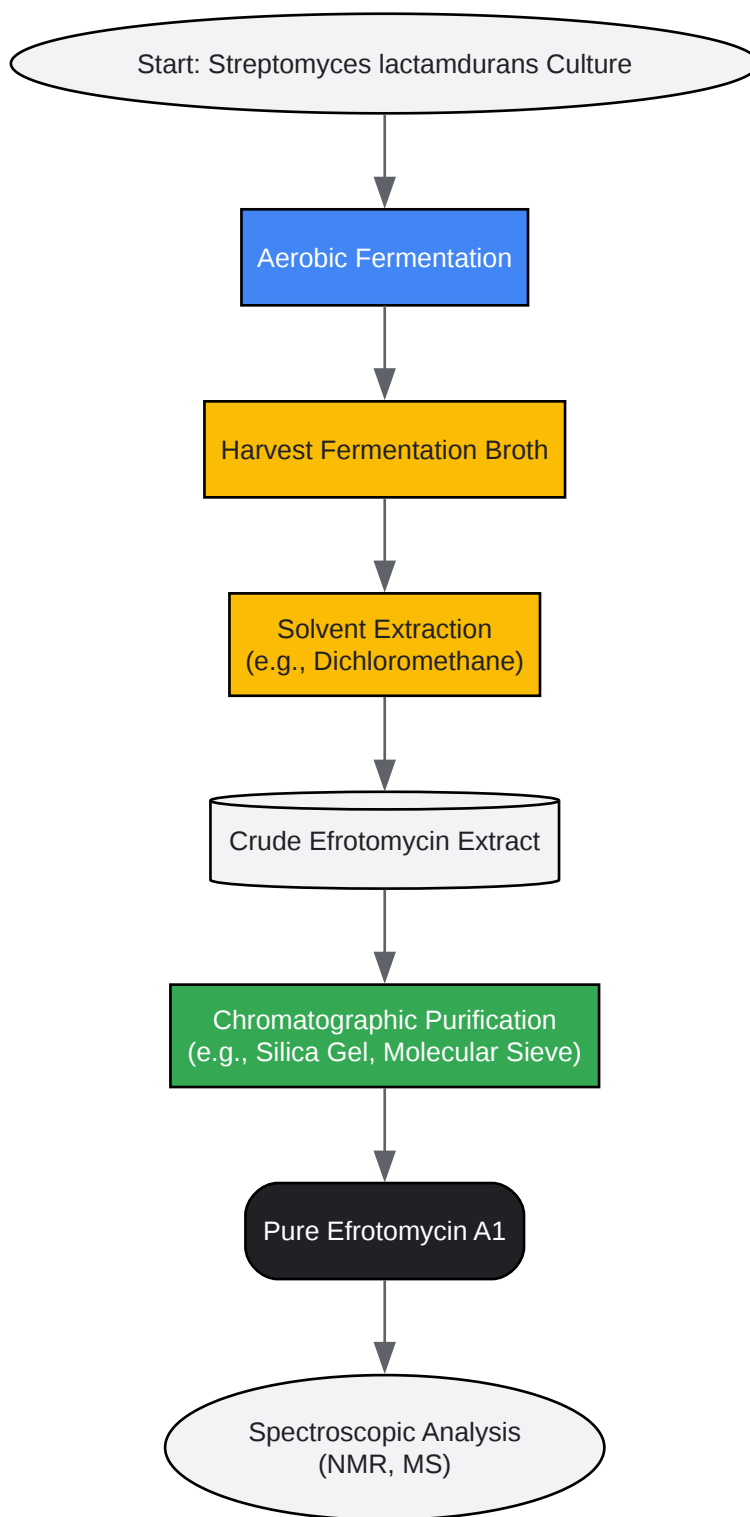 Start: Streptomyces lactamdurans Culture
Aerobic Fermentation
Harvest Fermentation Broth
Solvent Extraction
(e.g., Dichloromethane)
Crude Efrotomycin Extract
Chromatographic Purification
(e.g., Silica Gel, Molecular Sieve)
Pure Efrotomycin A1
Spectroscopic Analysis
(NMR, MS)